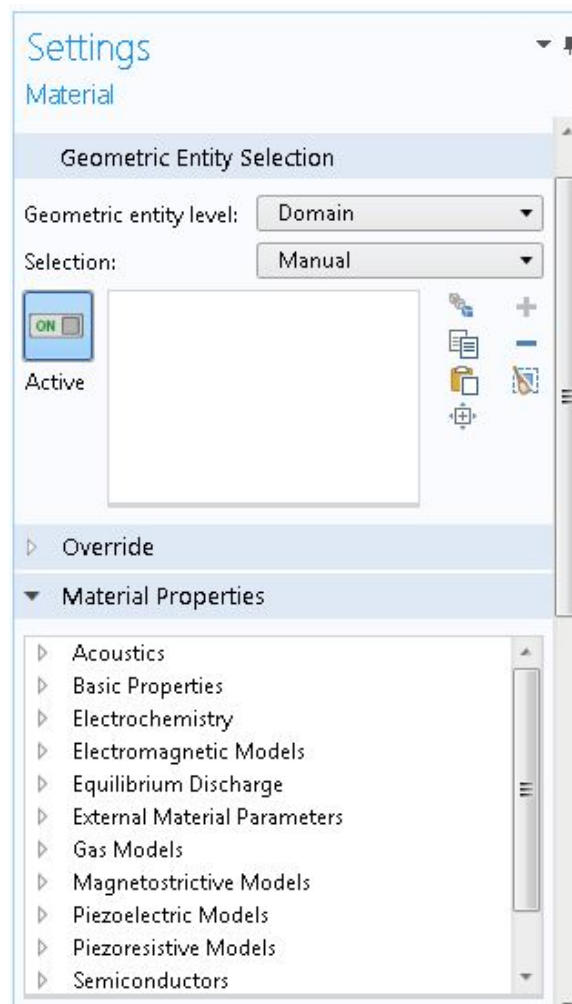 Settings
Material
Geometric Entity Selection
Geometric entity level: Domain
Selection: Manual
ON
Active
Override
Material Properties
Acoustics
Basic Properties
Electrochemistry
Electromagnetic Models
Equilibrium Discharge
External Material Parameters
Gas Models
Magnetostrictive Models
Piezoelectric Models
Piezoresistive Models
Semiconductors